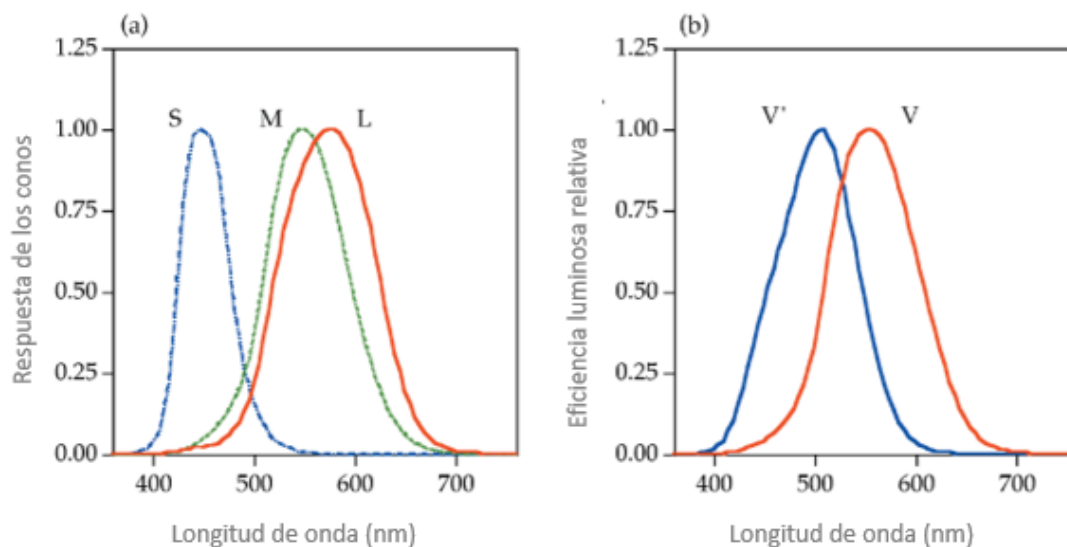 (a)
1.25
1.00
0.75
0.50
0.25
0.00
S
M
L
400
500
600
700
Respuesta de los conos
Longitud de onda (nm)
(b)
1.25
1.00
0.75
0.50
0.25
0.00
V'
V
400
500
600
700
Eficiencia luminosa relativa
Longitud de onda (nm)